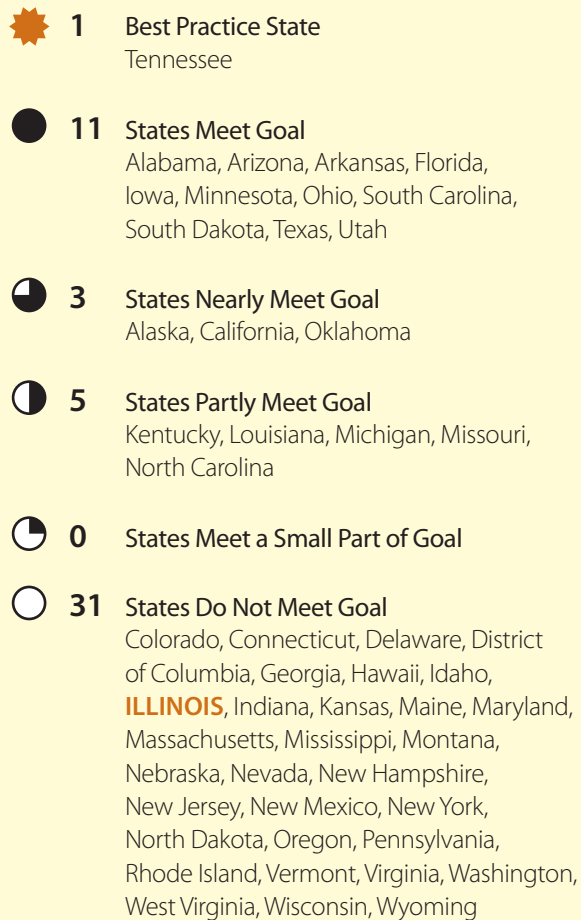 1 Best Practice State
Tennessee
11 States Meet Goal
Alabama, Arizona, Arkansas, Florida,
Iowa, Minnesota, Ohio, South Carolina,
South Dakota, Texas, Utah
3 States Nearly Meet Goal
Alaska, California, Oklahoma
5 States Partly Meet Goal
Kentucky, Louisiana, Michigan, Missouri,
North Carolina
0 States Meet a Small Part of Goal
31 States Do Not Meet Goal
Colorado, Connecticut, Delaware, District
of Columbia, Georgia, Hawaii, Idaho,
ILLINOIS, Indiana, Kansas, Maine, Maryland,
Massachusetts, Mississippi, Montana,
Nebraska, Nevada, New Hampshire,
New Jersey, New Mexico, New York,
North Dakota, Oregon, Pennsylvania,
Rhode Island, Vermont, Virginia, Washington,
West Virginia, Wisconsin, Wyoming